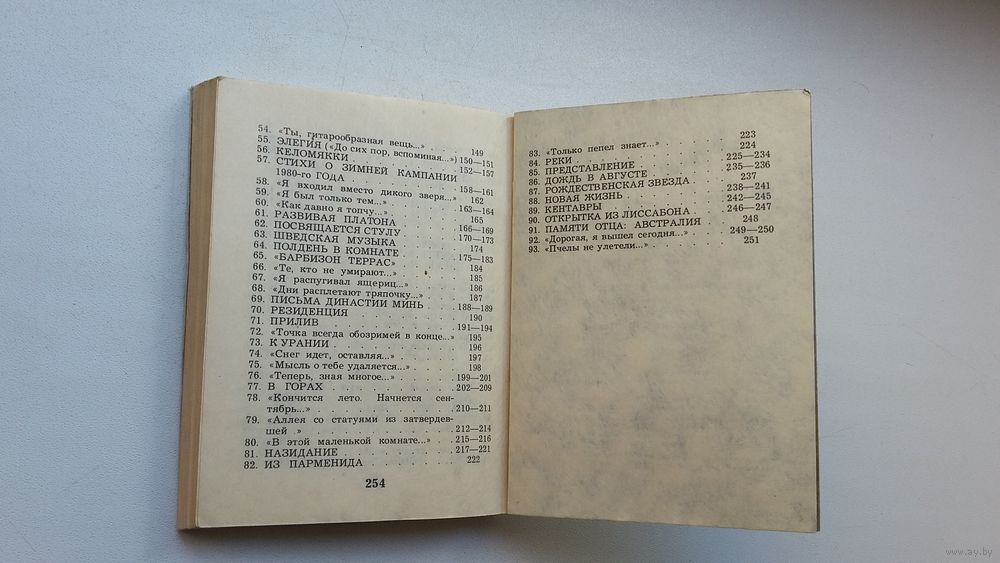 54. «Ты, гитарообразная вещь...» . . . 149
55. ЭЛЕГИЯ («До сих пор, вспоминая...») 150—151
56. КЕЛОМЯККИ . . . . . . . . 152—157
57. СТИХИ О ЗИМНЕЙ КАМПАНИИ
1980-го ГОДА . . . . . . . . 158—161
58. «Я входил вместо дикого зверя...» 162
59. «Я был только тем...» . . . . . 163—164
60. «Как давно я топчу...» . . . . . 165
61. РАЗВИВАЯ ПЛАТОНА . . . . . 166—169
62. ПОСВЯЩАЕТСЯ СТУЛУ . . . . 170—173
63. ШВЕДСКАЯ МУЗЫКА . . . . . 174
64. ПОЛДЕНЬ В КОМНАТЕ . . . . 175—183
65. «БАРБИЗОН ТЕРРАС» . . . . . 184
66. «Те, кто не умирают...» . . . . . 185
67. «Я распугивал ящериц...» . . . . 186
68. «Дни расплетают тряпочку...» . . . 187
69. ПИСЬМА ДИНАСТИИ МИНЬ . . . 188—189
70. РЕЗИДЕНЦИЯ . . . . . . . . 190
71. ПРИЛИВ . . . . . . . . . . 191—194
72. «Точка всегда обозримей в конце...» 195
73. К УРАНИИ . . . . . . . . . 196
74. «Снег идет, оставляя...» . . . . . 197
75. «Мысль о тебе удаляется...» . . . . 198
76. «Теперь, зная многое...» . . . . . 199—201
77. В ГОРАХ . . . . . . . . . . 202—209
78. «Кончится лето. Начнется сен-
тябрь...» . . . . . . . . . . 210—211
79. «Аллея со статуями из затвердев-
шей .» . . . . . . . . . . . 212—214
80. «В этой маленькой комнате...» . . 215—216
81. НАЗИДАНИЕ . . . . . . . . 217—221
82. ИЗ ПАРМЕНИДА . . . . . . . 222
254
83. «Только пепел знает...» . . . . . 223
84. РЕКИ . . . . . . . . . . . 224
85. ПРЕДСТАВЛЕНИЕ . . . . . . . 225—234
86. ДОЖДЬ В АВГУСТЕ . . . . . . 235—236
87. РОЖДЕСТВЕНСКАЯ ЗВЕЗДА . . . 237
88. НОВАЯ ЖИЗНЬ . . . . . . . . 238—241
89. КЕНТАВРЫ . . . . . . . . . 242—245
90. ОТКРЫТКА ИЗ ЛИССАБОНА . . . 246—247
91. ПАМЯТИ ОТЦА: АВСТРАЛИЯ . . . 248
92. «Дорогая, я вышел сегодня...» . . . 249—250
93. «Пчелы не улетели...» . . . . . . 251
www.ay.by